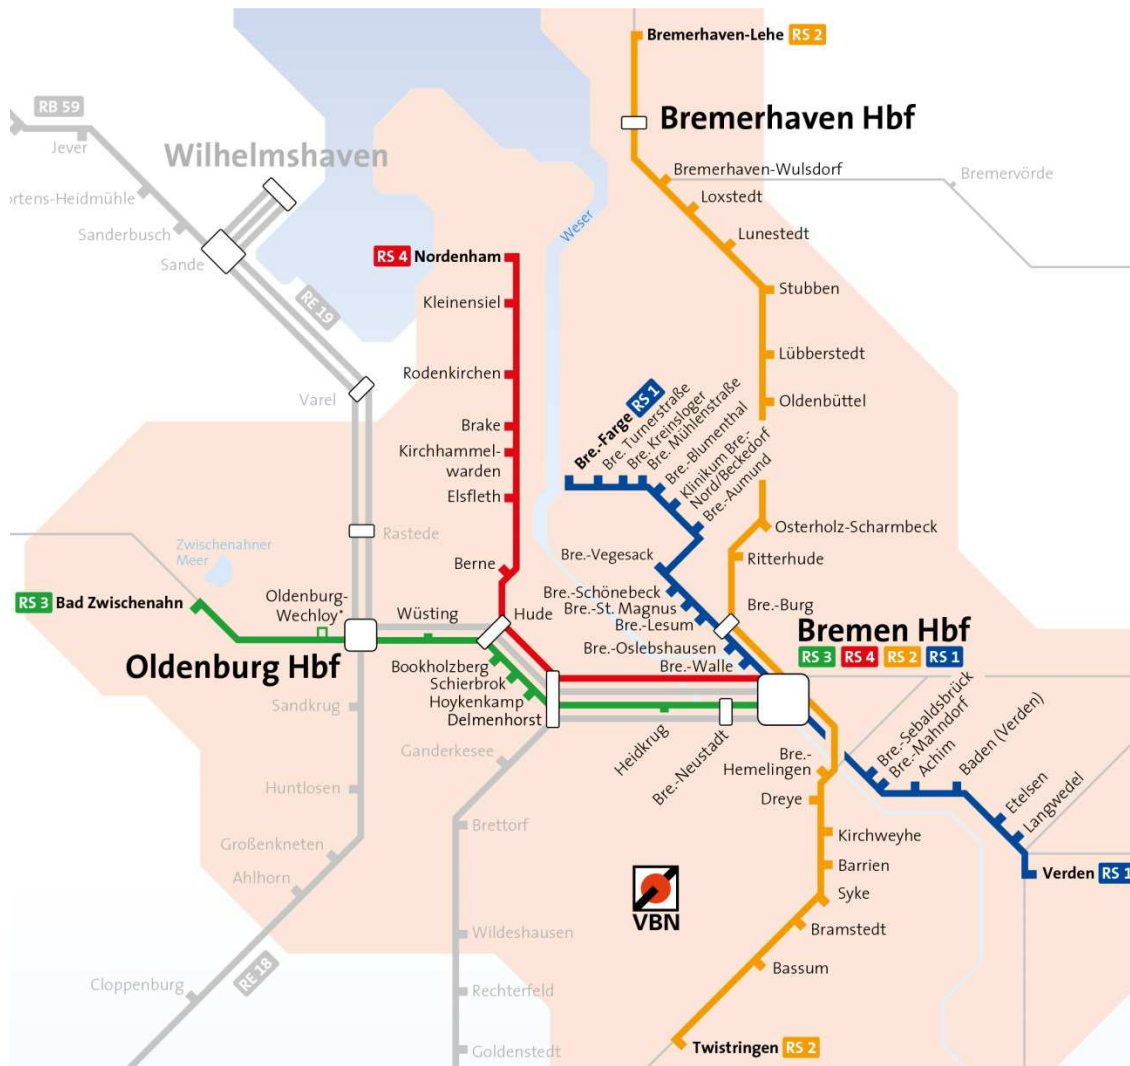 Bremerhaven-Lehe RS 2
RB 59
Bremerhaven Hbf
Jever
Wilhelmshaven
Bremerhaven-Wulsdorf
Bremervörde
ortens-Heidmühle
Loxstedt
Sanderbusch
Weser
Lunestedt
Sande
RS 4 Nordenham
Stubben
Kleinensiel
RE 19
Lübberstedt
Rodenkirchen
Varel
Oldenbüttel
Bre.-Farge RS 1
Bre. Turnerstraße
Bre. Kreinsloger
Bre. Mühlenstraße
Bre.-Blumenthal
Klinikum Bre.-
Nord/Beckedorf
Bre.-Aumund
Brake
Kirchhammel-
warden
Elsfleth
Rastede
Osterholz-Scharmbeck
Zwischenahner
Meer
Bre.-Vegesack
Ritterhude
Berne
Bre.-Schönebeck
RS 3 Bad Zwischenahn
Oldenburg-
Wechloy*
Wüsting
Hude
Bre.-St. Magnus
Bre.-Burg
Bre.-Lesum
Bremen Hbf
RS 3 RS 4 RS 2 RS 1
Bre.-Oslebshausen
Oldenburg Hbf
Bookholzberg
Bre.-Walle
Schierbrok
Hoykenkamp
Delmenhorst
Sandkrug
Ganderkesee
Heidkrug
Bre.-Neustadt
Bre.-
Hemelingen
Bre.-Sebaldsbrück
Bre.-Mahndorf
Achim
Baden (Verden)
Etelsen
Langwedel
Huntlosen
Dreye
Brettorf
Kirchweyhe
Großenkneten
Barrien
Ahlhorn
Verden RS 1
Syke
VBN
Bramstedt
Wildeshausen
Bassum
RE 18
Cloppenburg
Rechterfeld
Twistringen RS 2
Goldenstedt